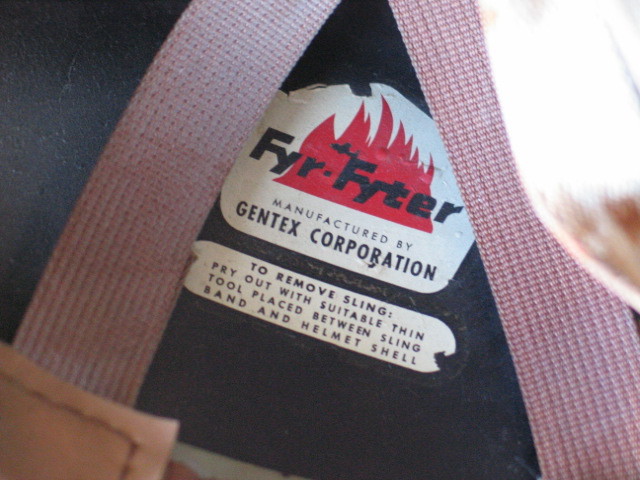 Fyr-Fyter
MANUFACTURED BY
GENTEX CORPORATION
TO REMOVE SLING:
PRY OUT WITH SUITABLE THIN
TOOL PLACED BETWEEN SLING
BAND AND HELMET SHELL